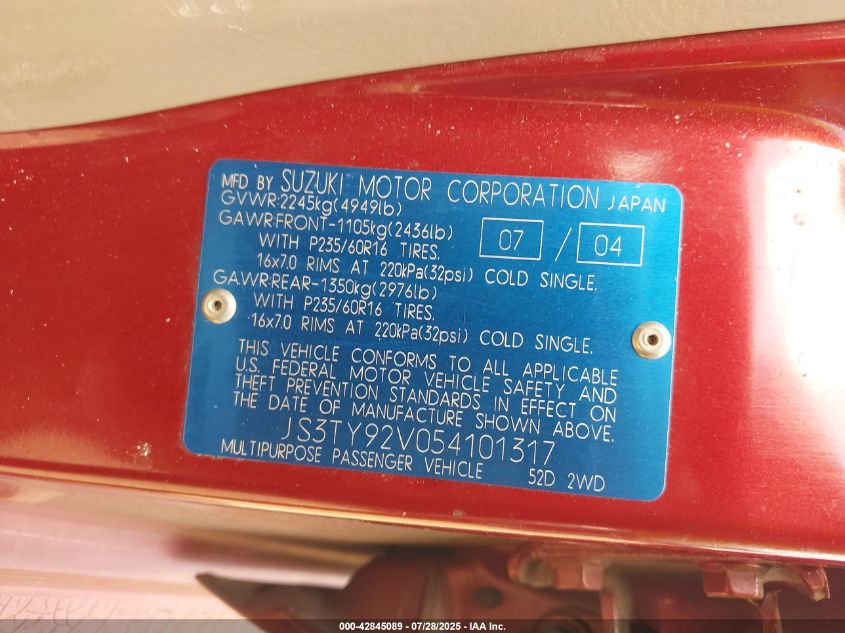 MFD BY SUZUKI MOTOR CORPORATION JAPAN
GVWR:2245kg(4949lb)
GAWR:FRONT-1105kg(2436lb) 07 / 04
WITH P235/60R16 TIRES.
16x7.0 RIMS AT 220kPa(32psi) COLD SINGLE.
GAWR:REAR-1350kg(2976lb)
WITH P235/60R16 TIRES.
16x7.0 RIMS AT 220kPa(32psi) COLD SINGLE.
THIS VEHICLE CONFORMS TO ALL APPLICABLE
U.S. FEDERAL MOTOR VEHICLE SAFETY AND
THEFT PREVENTION STANDARDS IN EFFECT ON
THE DATE OF MANUFACTURE SHOWN ABOVE.
JS3TY92V054101317
MULTIPURPOSE PASSENGER VEHICLE 52D 2WD
000-42845089 - 07/28/2025 - IAA Inc.